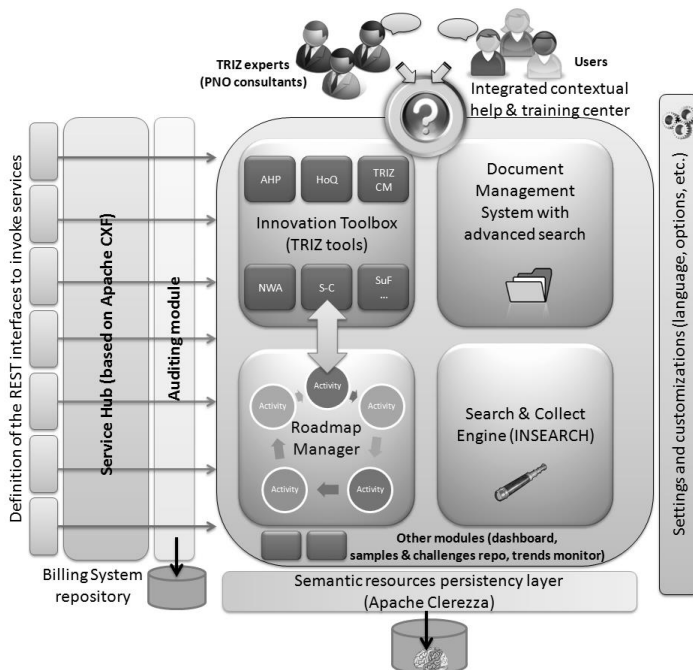 TRIZ experts
(PNO consultants)
Users
Integrated contextual
help & training center
?
Definition of the REST interfaces to invoke services
Service Hub (based on Apache CXF)
Auditing module
AHP
HoQ
TRIZ
CM
Innovation Toolbox
(TRIZ tools)
NWA
S-C
SuF
...
Document
Management
System with
advanced search
Activity
Activity
Activity
Roadmap
Manager
Activity
Activity
Search & Collect
Engine (INSEARCH)
Other modules (dashboard,
samples & challenges repo, trends monitor)
Settings and customizations (language, options, etc.)
Billing System
repository
Semantic resources persistency layer
(Apache Clerezza)